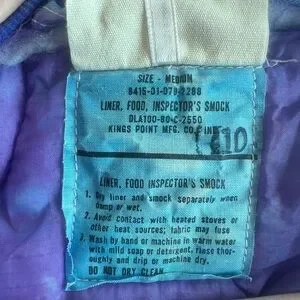 SIZE - MEDIUM
8415-01-079-2288
LINER, FOOD, INSPECTOR'S SMOCK
DLA100-80-C-2550
KINGS POINT MFG. CO., INC.
E10
LINER, FOOD INSPECTOR'S SMOCK
1. Dry liner and smock separately when
damp or wet.
2. Avoid contact with heated stoves or
other heat sources; fabric may fuse
3. Wash by hand or machine in warm water
with mild soap or detergent, rinse thor-
oughly and drip or machine dry.
DO NOT DRY CLEAN